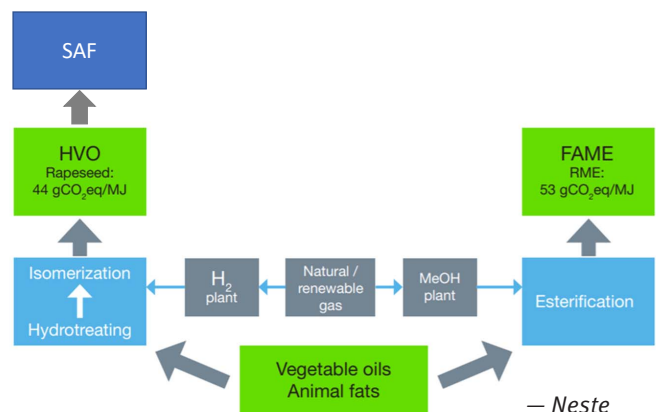 SAF
HVO
Rapeseed:
44 gCO₂eq/MJ
FAME
RME:
53 gCO₂eq/MJ
Isomerization
Hydrotreating
H₂
plant
Natural /
renewable
gas
MeOH
plant
Esterification
Vegetable oils
Animal fats
— Neste